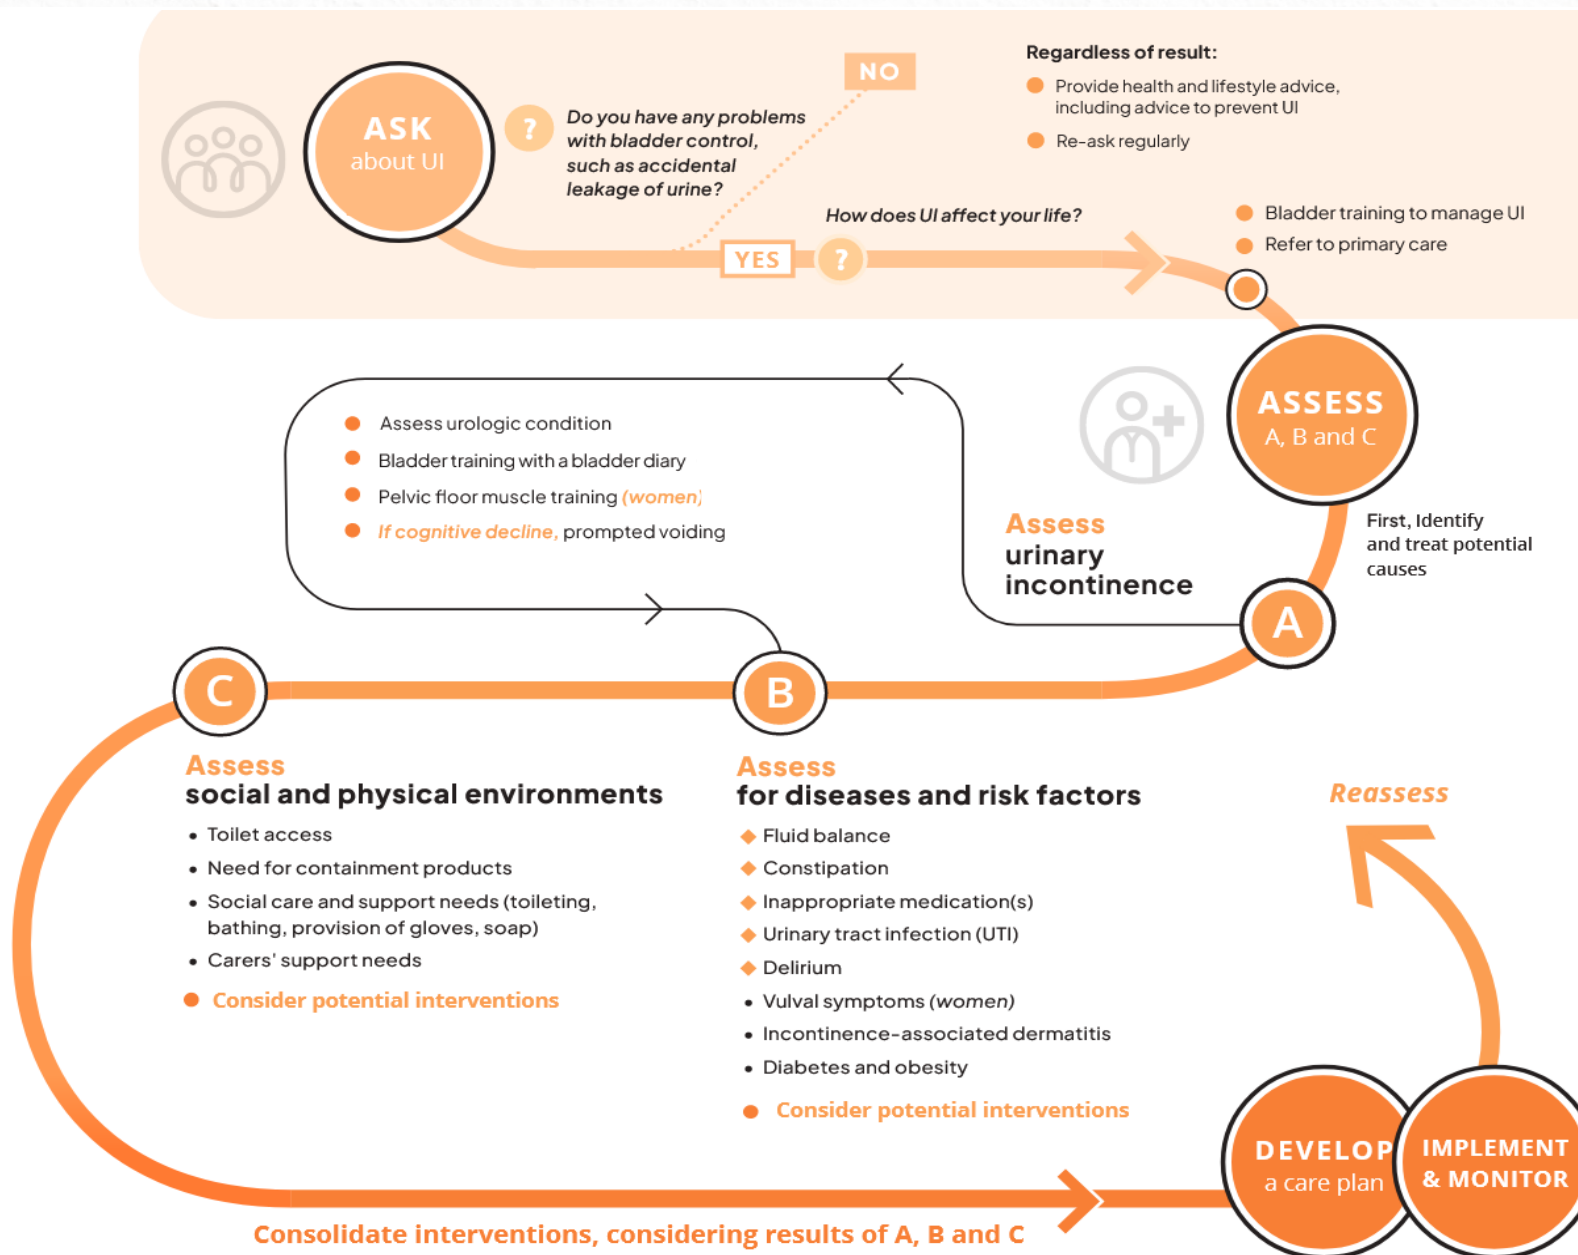 ASK
about UI
?
Do you have any problems
with bladder control,
such as accidental
leakage of urine?
NO
Regardless of result:
Provide health and lifestyle advice,
including advice to prevent UI
Re-ask regularly
YES
?
How does UI affect your life?
Bladder training to manage UI
Refer to primary care
ASSESS
A, B and C
First, Identify
and treat potential
causes
A
Assess
urinary
incontinence
Assess urologic condition
Bladder training with a bladder diary
Pelvic floor muscle training (women)
If cognitive decline, prompted voiding
B
Assess
for diseases and risk factors
Fluid balance
Constipation
Inappropriate medication(s)
Urinary tract infection (UTI)
Delirium
Vulval symptoms (women)
Incontinence-associated dermatitis
Diabetes and obesity
Consider potential interventions
C
Assess
social and physical environments
Toilet access
Need for containment products
Social care and support needs (toileting,
bathing, provision of gloves, soap)
Carers' support needs
Consider potential interventions
Consolidate interventions, considering results of A, B and C
DEVELOP
a care plan
IMPLEMENT
& MONITOR
Reassess